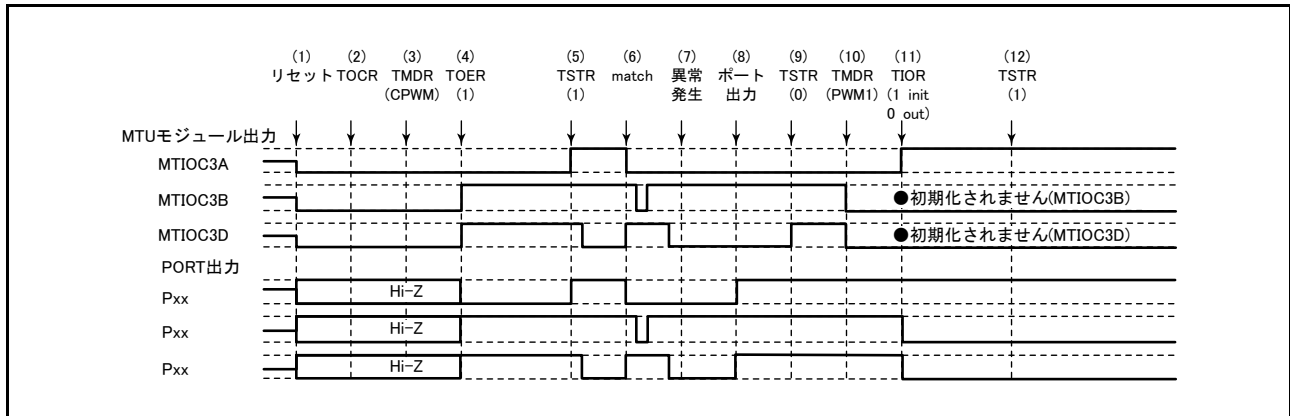 (1) (2) (3) (4) (5) (6) (7) (8) (9) (10) (11) (12)
リセット TOCR TMDR TOER TSTR match 異常 ポート TSTR TMDR TIOR TSTR
(CPWM) (1) (1) 発生 出力 (0) (PWM1) (1 init (1)
0 out)
MTUモジュール出力
MTIOC3A
MTIOC3B ●初期化されません(MTIOC3B)
MTIOC3D ●初期化されません(MTIOC3D)
PORT出力
Pxx Hi-Z
Pxx Hi-Z
Pxx Hi-Z